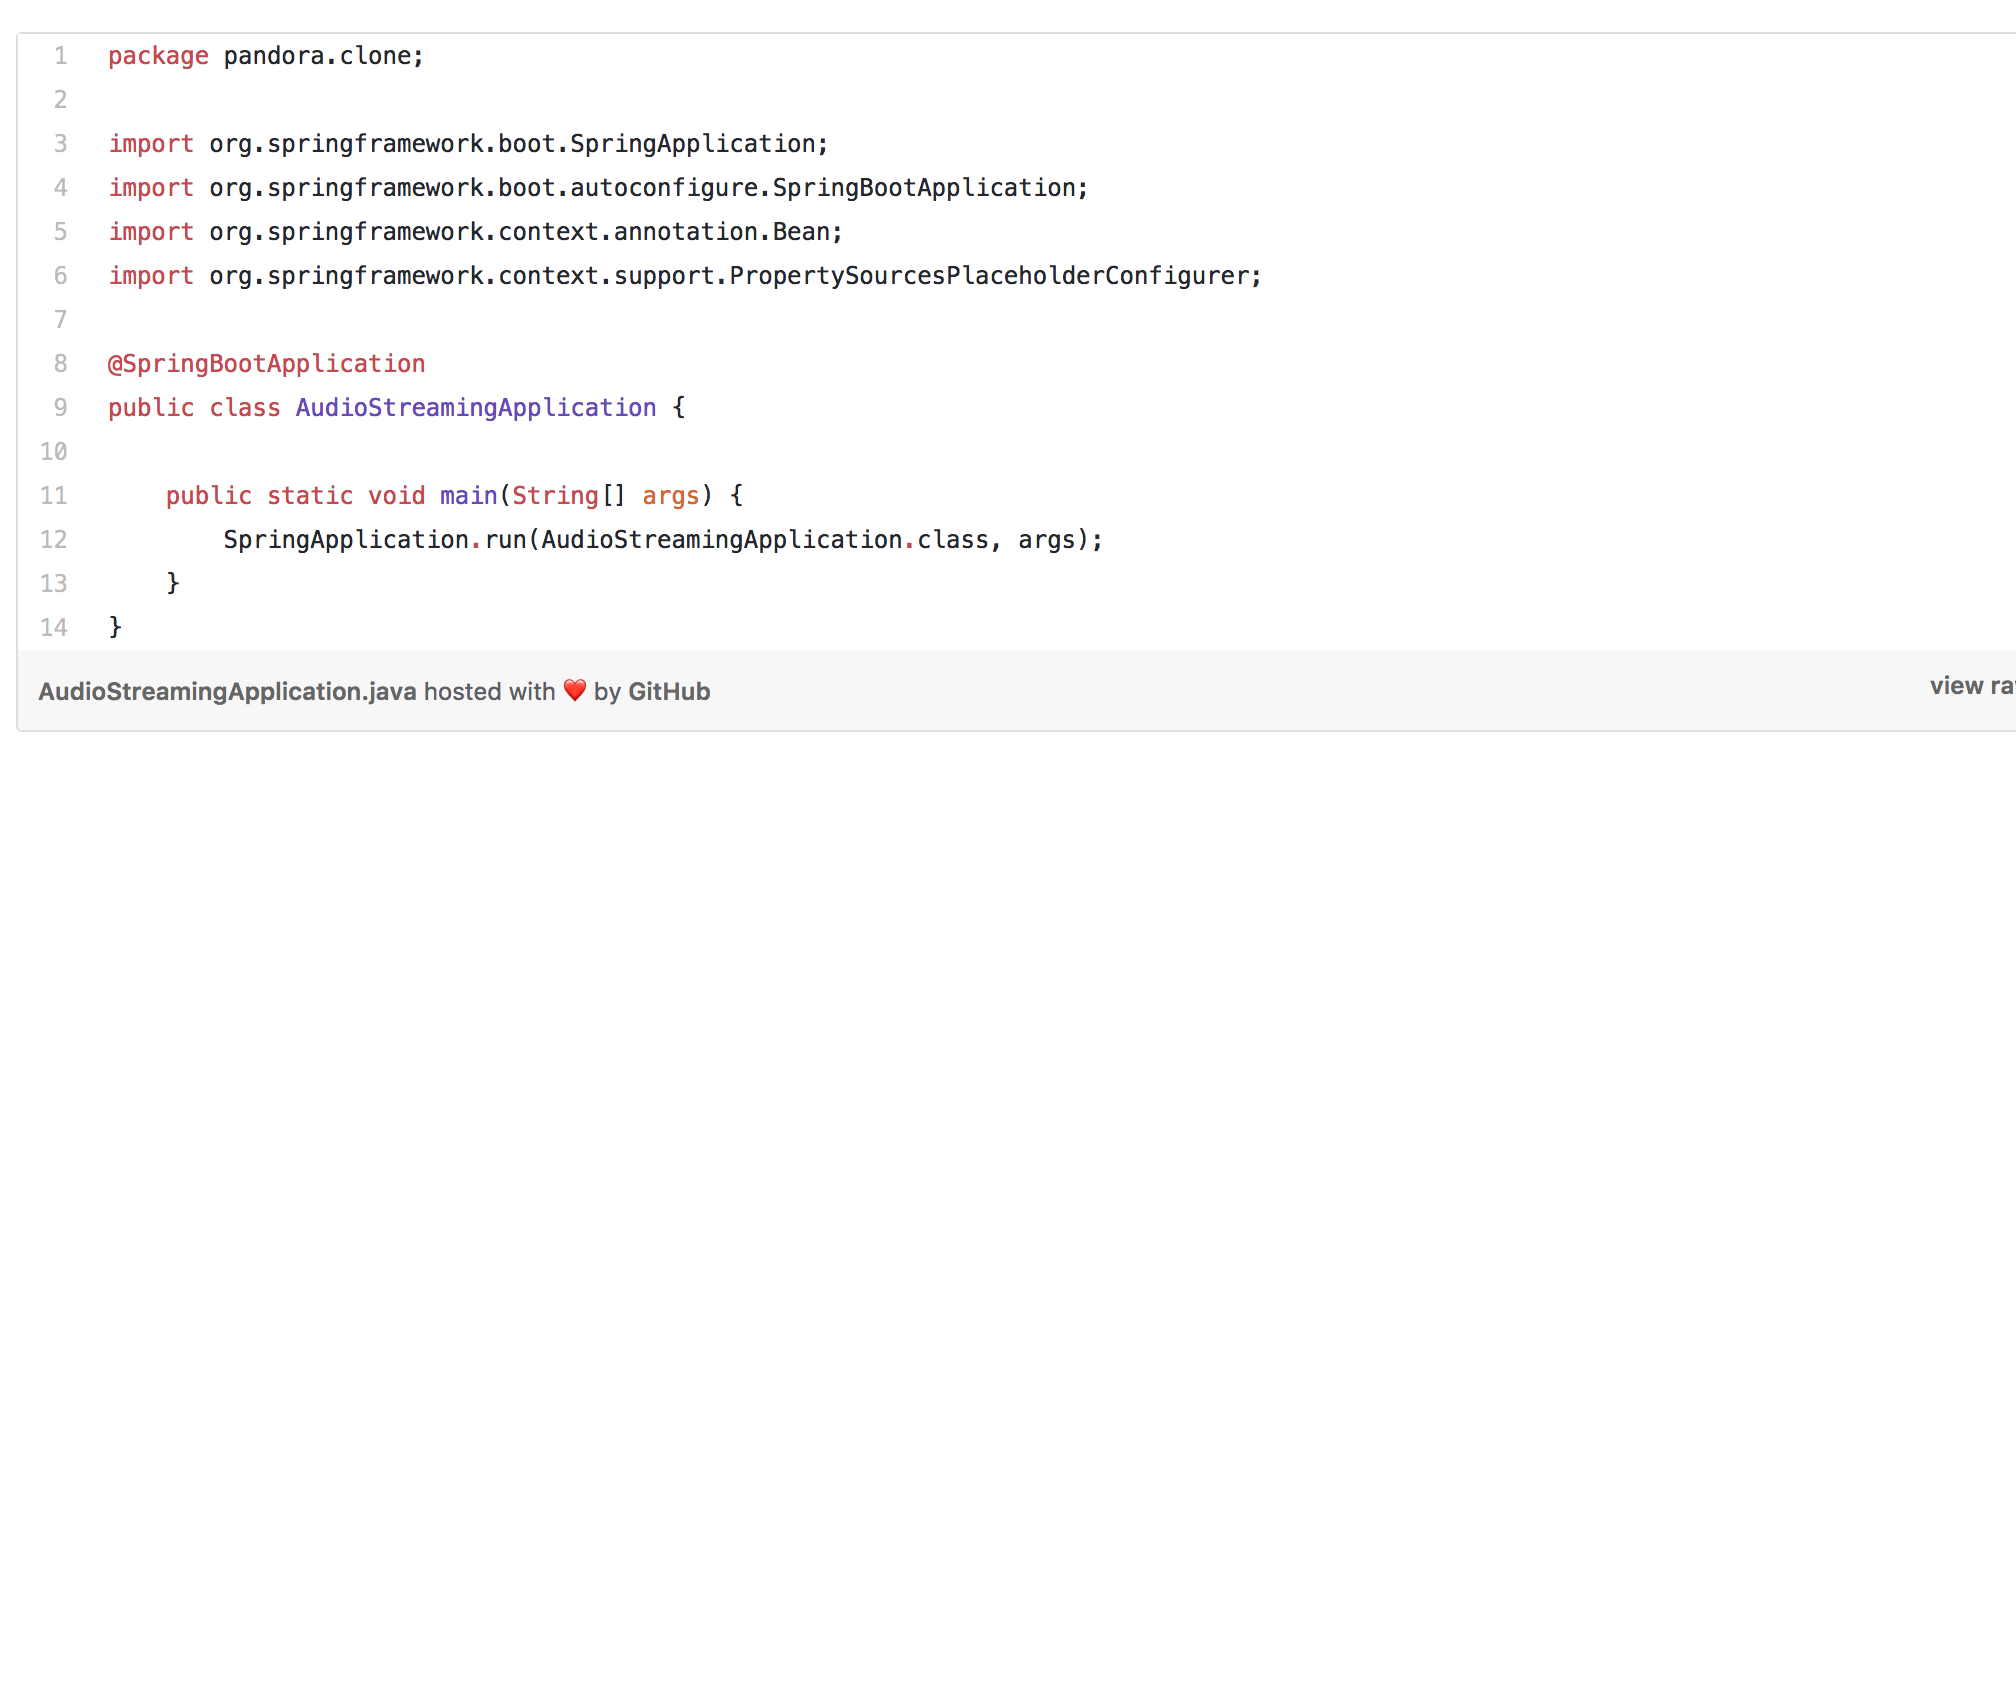 1 package pandora.clone;
2
3 import org.springframework.boot.SpringApplication;
4 import org.springframework.boot.autoconfigure.SpringBootApplication;
5 import org.springframework.context.annotation.Bean;
6 import org.springframework.context.support.PropertySourcesPlaceholderConfigurer;
7
8 @SpringBootApplication
9 public class AudioStreamingApplication {
10
11     public static void main(String[] args) {
12         SpringApplication.run(AudioStreamingApplication.class, args);
13     }
14 }
AudioStreamingApplication.java hosted with ❤ by GitHub
view